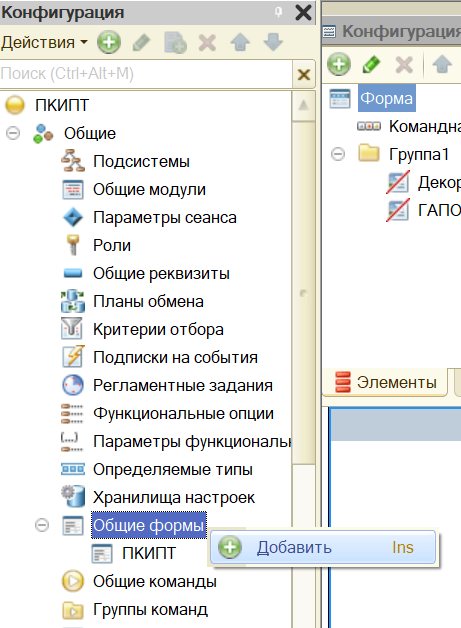 Конфигурация
Действия
Поиск (Ctrl+Alt+M)
ПКИПТ
Общие
Подсистемы
Общие модули
Параметры сеанса
Роли
Общие реквизиты
Планы обмена
Критерии отбора
Подписки на события
Регламентные задания
Функциональные опции
Параметры функциональн
Определяемые типы
Хранилища настроек
Общие формы
ПКИПТ
Общие команды
Группы команд
Добавить Ins
Конфигурация
Форма
Командна
Группа1
Декор
ГАПО
Элементы